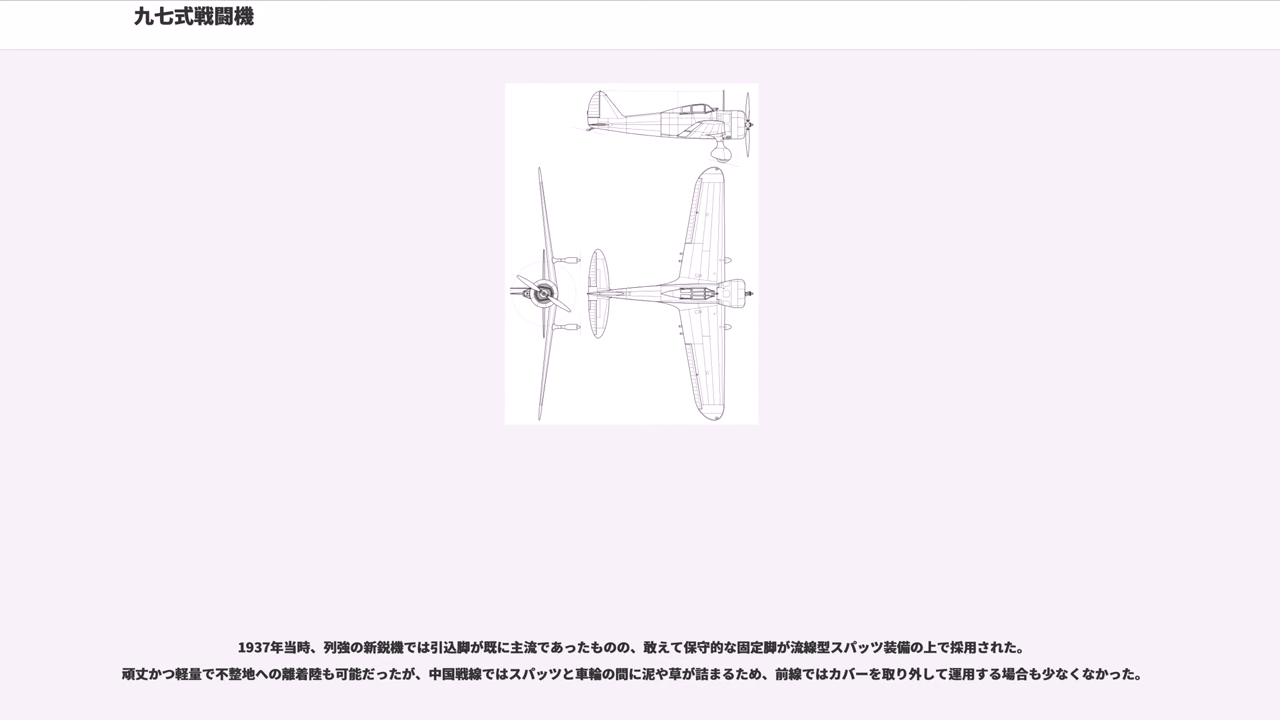 九七式戦闘機
1937年当時、列強の新鋭機では引込脚が既に主流であったものの、敢えて保守的な固定脚が流線型スパッツ装備の上で採用された。
頑丈かつ軽量で不整地への離着陸も可能だったが、中国戦線ではスパッツと車輪の間に泥や草が詰まるため、前線ではカバーを取り外して運用する場合も少なくなかった。